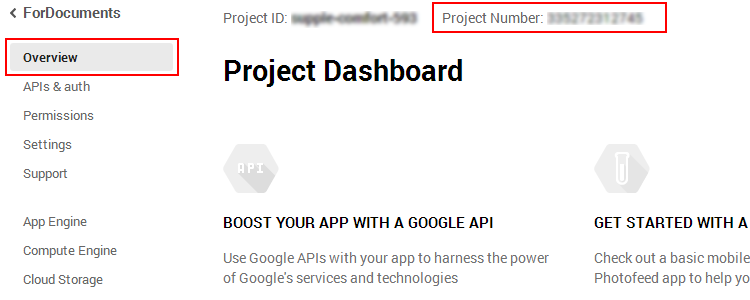 ForDocuments
Project ID:
Project Number:
Overview
Project Dashboard
APIs & auth
Permissions
Settings
Support
API
App Engine
Compute Engine
Cloud Storage
BOOST YOUR APP WITH A GOOGLE API
Use Google APIs with your app to harness the power
of Google's services and technologies
GET STARTED WITH A
Check out a basic mobile
Photofeed app to help yo